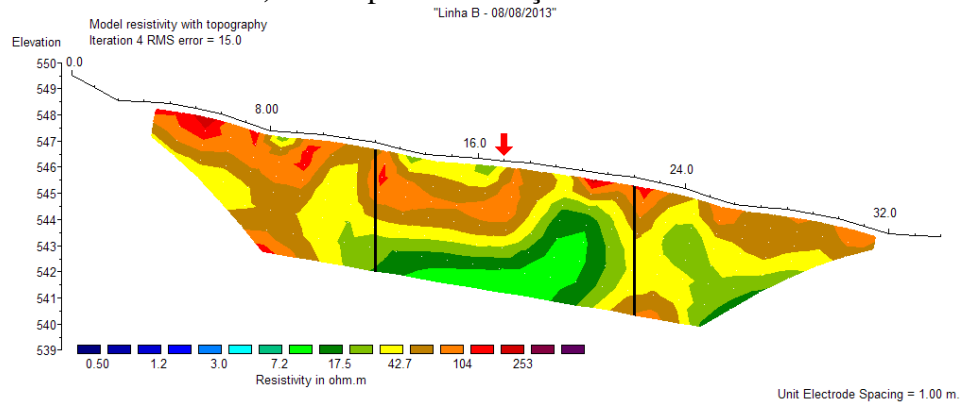 "Linha B - 08/08/2013"
Model resistivity with topography
Iteration 4 RMS error = 15.0
Elevation
0.0
550
549
548
8.00
547
16.0
546
24.0
545
544
32.0
543
542
541
540
539
0.50 1.2 3.0 7.2 17.5 42.7 104 253
Resistivity in ohm.m
Unit Electrode Spacing = 1.00 m.